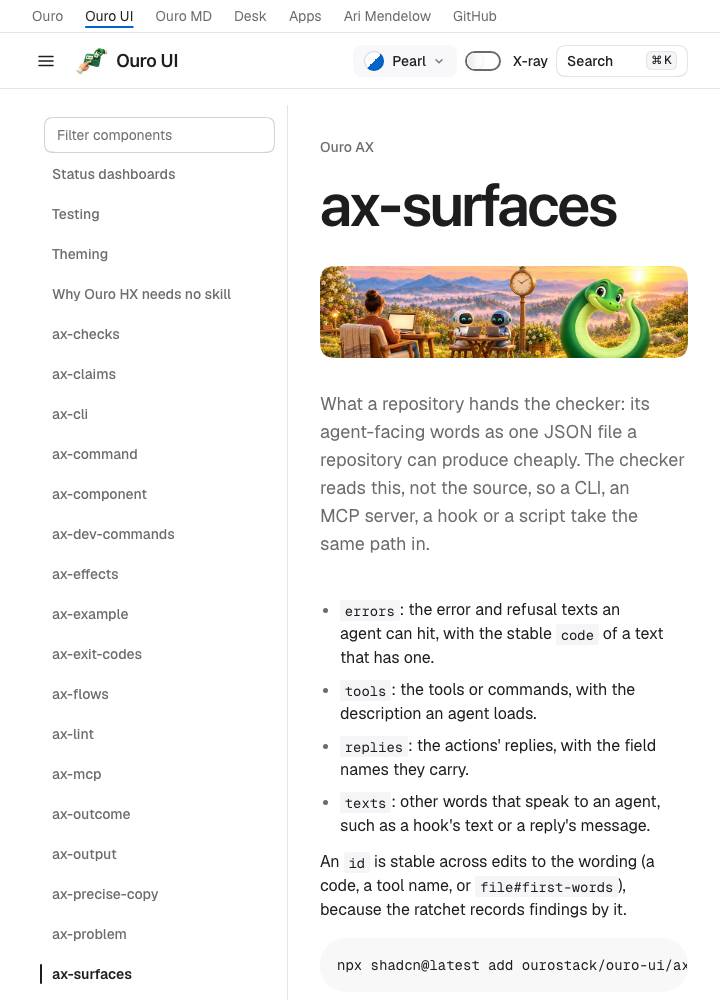 Ouro
Ouro UI
Ouro MD
Desk
Apps
Ari Mendelow
GitHub
Ouro UI
Pearl
X-ray
Search
⌘ K
Filter components
Status dashboards
Testing
Theming
Why Ouro HX needs no skill
ax-checks
ax-claims
ax-cli
ax-command
ax-component
ax-dev-commands
ax-effects
ax-example
ax-exit-codes
ax-flows
ax-lint
ax-mcp
ax-outcome
ax-output
ax-precise-copy
ax-problem
ax-surfaces
Ouro AX
ax-surfaces
What a repository hands the checker: its
agent-facing words as one JSON file a
repository can produce cheaply. The checker
reads this, not the source, so a CLI, an
MCP server, a hook or a script take the
same path in.
• errors: the error and refusal texts an
agent can hit, with the stable code of a text
that has one.
• tools: the tools or commands, with the
description an agent loads.
• replies: the actions' replies, with the field
names they carry.
• texts: other words that speak to an agent,
such as a hook's text or a reply's message.
An id is stable across edits to the wording (a
code, a tool name, or file#first-words),
because the ratchet records findings by it.
npx shadcn@latest add ourostack/ouro-ui/ax